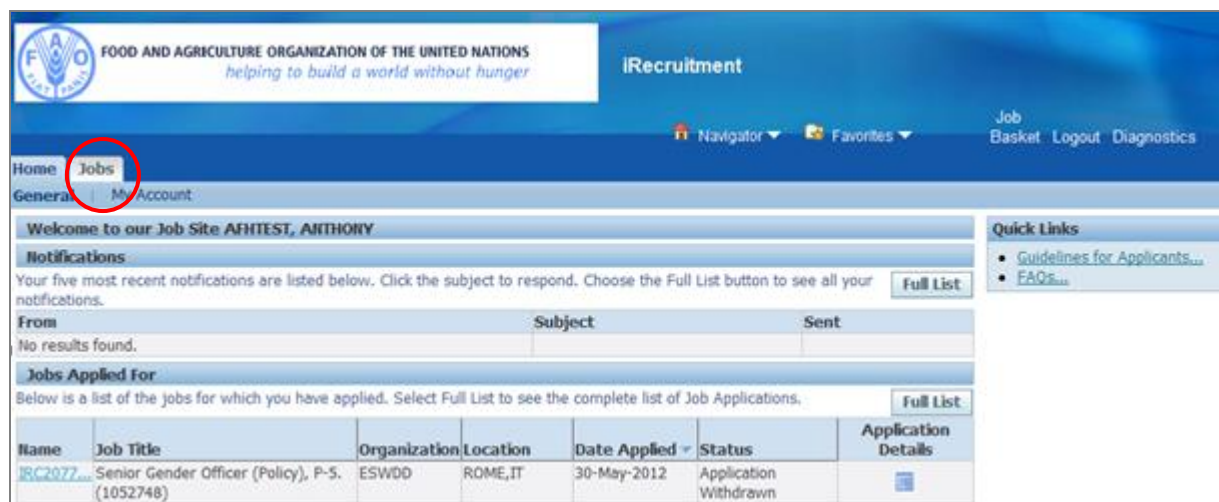 FAO
FIAT PANIS
FOOD AND AGRICULTURE ORGANIZATION OF THE UNITED NATIONS
helping to build a world without hunger
iRecruitment
Navigator Favorites
Job
Basket Logout Diagnostics
Home Jobs
General | My Account
Welcome to our Job Site AFHTEST, ANTHONY
Quick Links
Notifications
• Guidelines for Applicants...
Your five most recent notifications are listed below. Click the subject to respond. Choose the Full List button to see all your
notifications.
Full List
• FAQs...
From Subject Sent
No results found.
Jobs Applied For
Below is a list of the jobs for which you have applied. Select Full List to see the complete list of Job Applications.
Full List
Name Job Title Organization Location Date Applied Status Application
Details
IRC2077... Senior Gender Officer (Policy), P-5. ESWDD ROME,IT 30-May-2012 Application
(1052748) Withdrawn